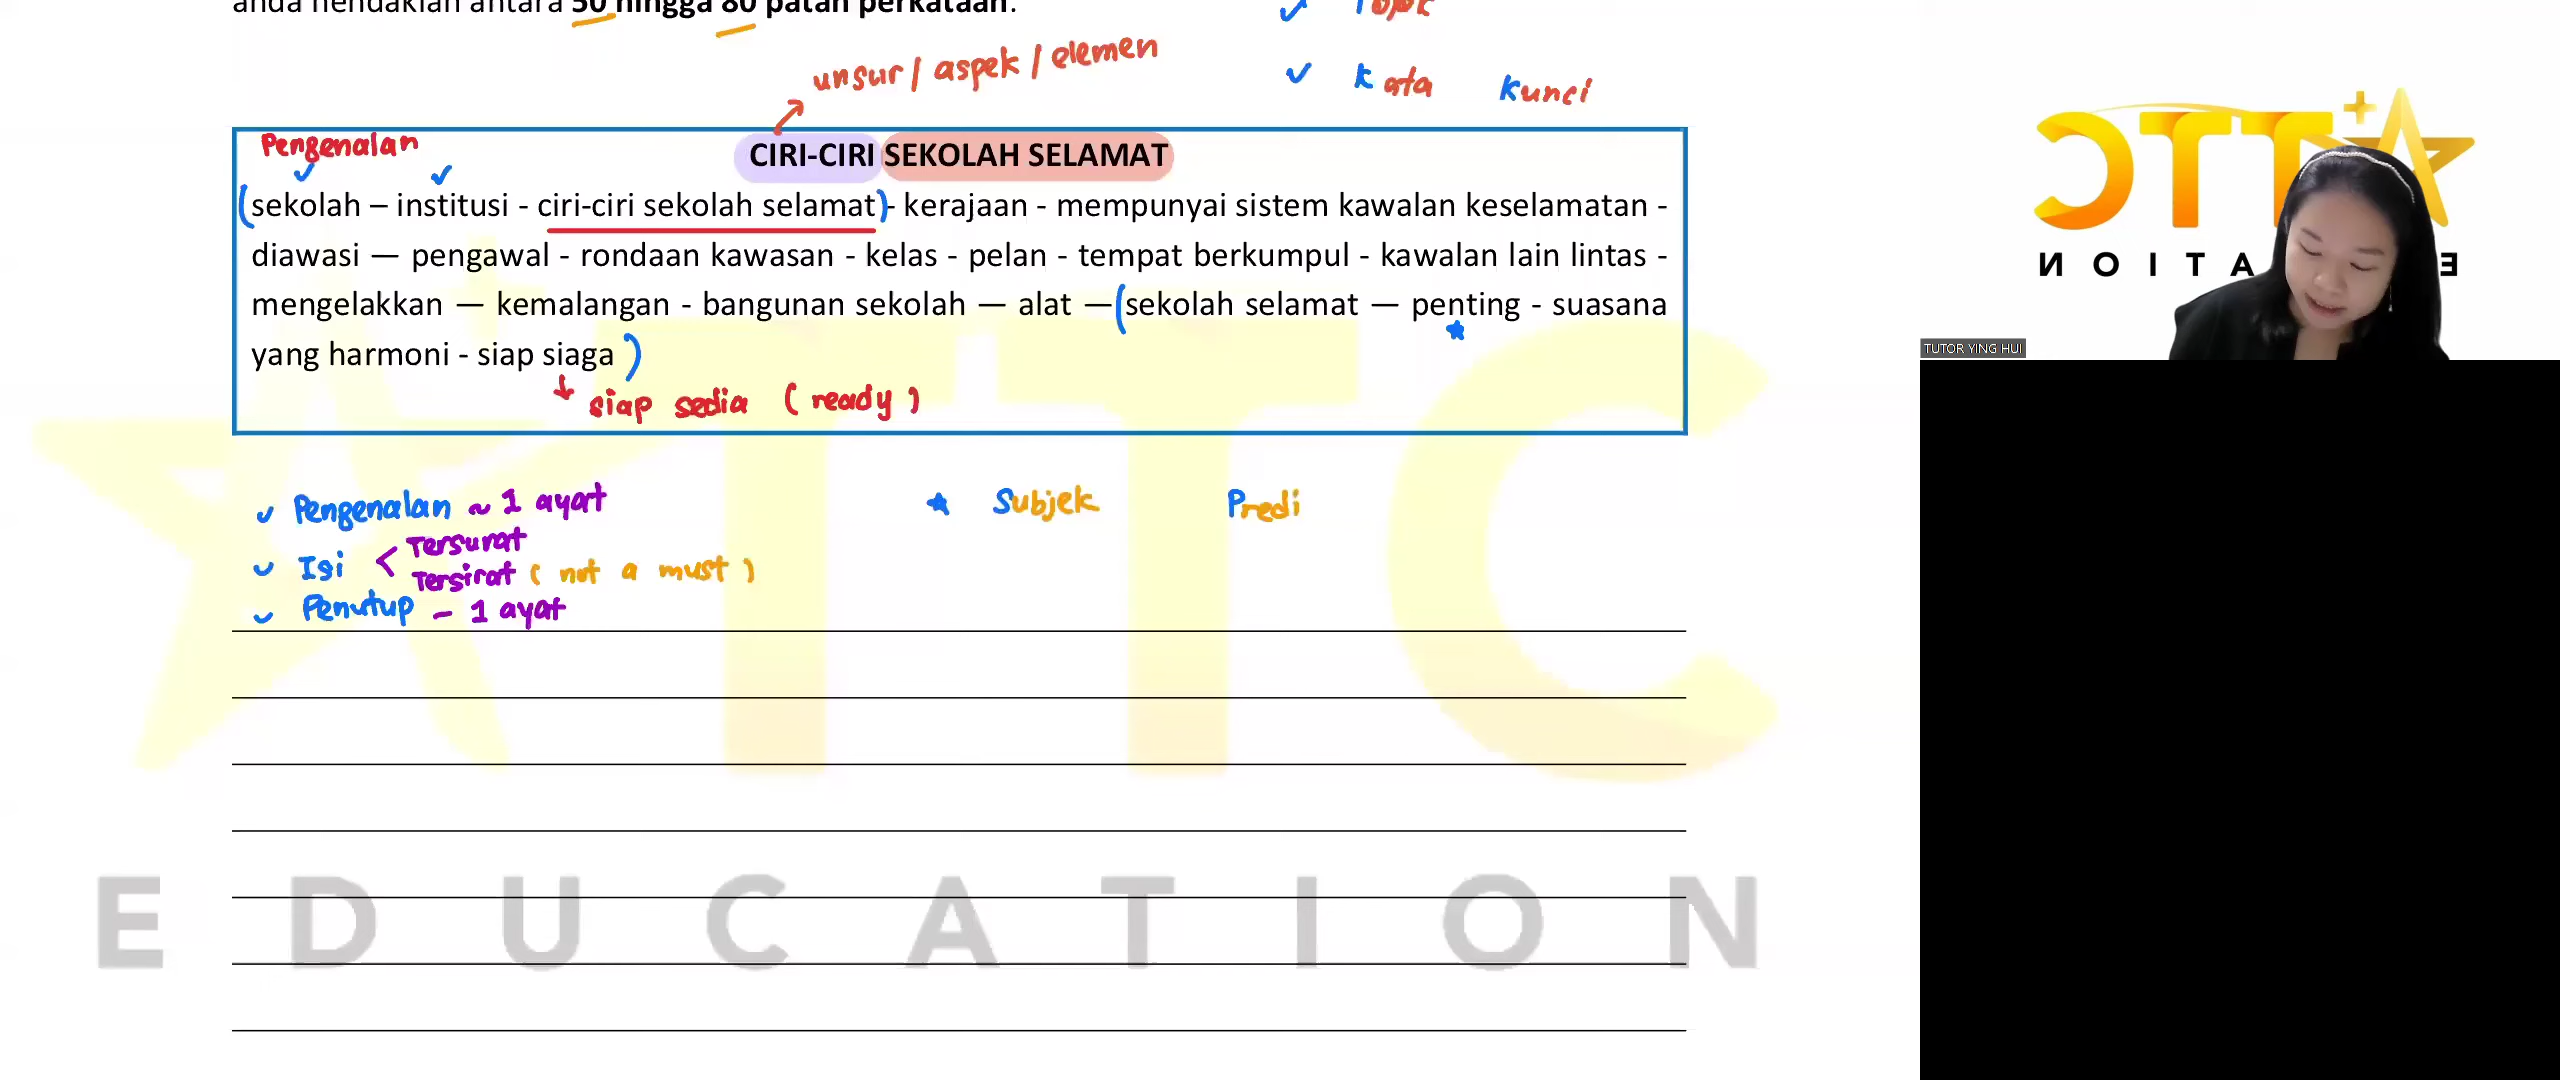 anda hendaklah antara 50 hingga 80 patah perkataan.
✓ Topik
unsur / aspek / elemen
✓ Kata Kunci
Pengenalan
CIRI-CIRI SEKOLAH SELAMAT
(sekolah – institusi - ciri-ciri sekolah selamat)- kerajaan - mempunyai sistem kawalan keselamatan -
diawasi — pengawal - rondaan kawasan - kelas - pelan - tempat berkumpul - kawalan lain lintas -
mengelakkan — kemalangan - bangunan sekolah — alat —(sekolah selamat — penting - suasana
yang harmoni - siap siaga )
siap sedia ( ready )
✓ Pengenalan ~ 1 ayat
✓ Isi < Tersurat
Tersirat ( not a must )
✓ Penutup – 1 ayat
★ Subjek Predi
EDUCATION
TTC+
TUTOR YING HUI